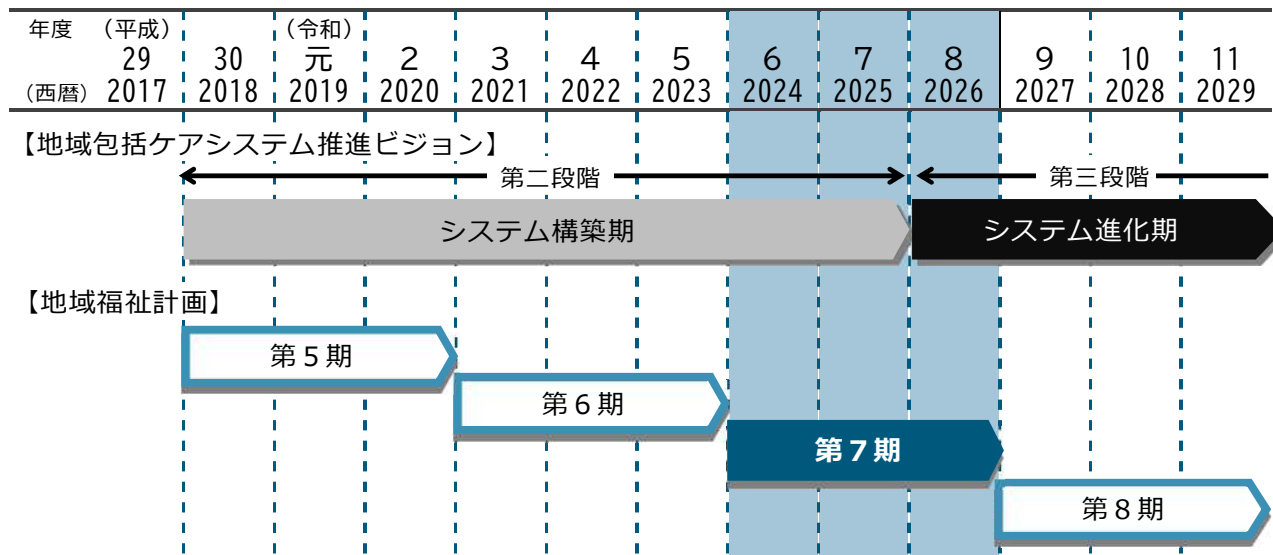 年度 （平成） （令和）
29 30 元 2 3 4 5 6 7 8 9 10 11
（西暦） 2017 2018 2019 2020 2021 2022 2023 2024 2025 2026 2027 2028 2029
【地域包括ケアシステム推進ビジョン】
第二段階 第三段階
システム構築期 システム進化期
【地域福祉計画】
第５期
第６期
第７期
第８期